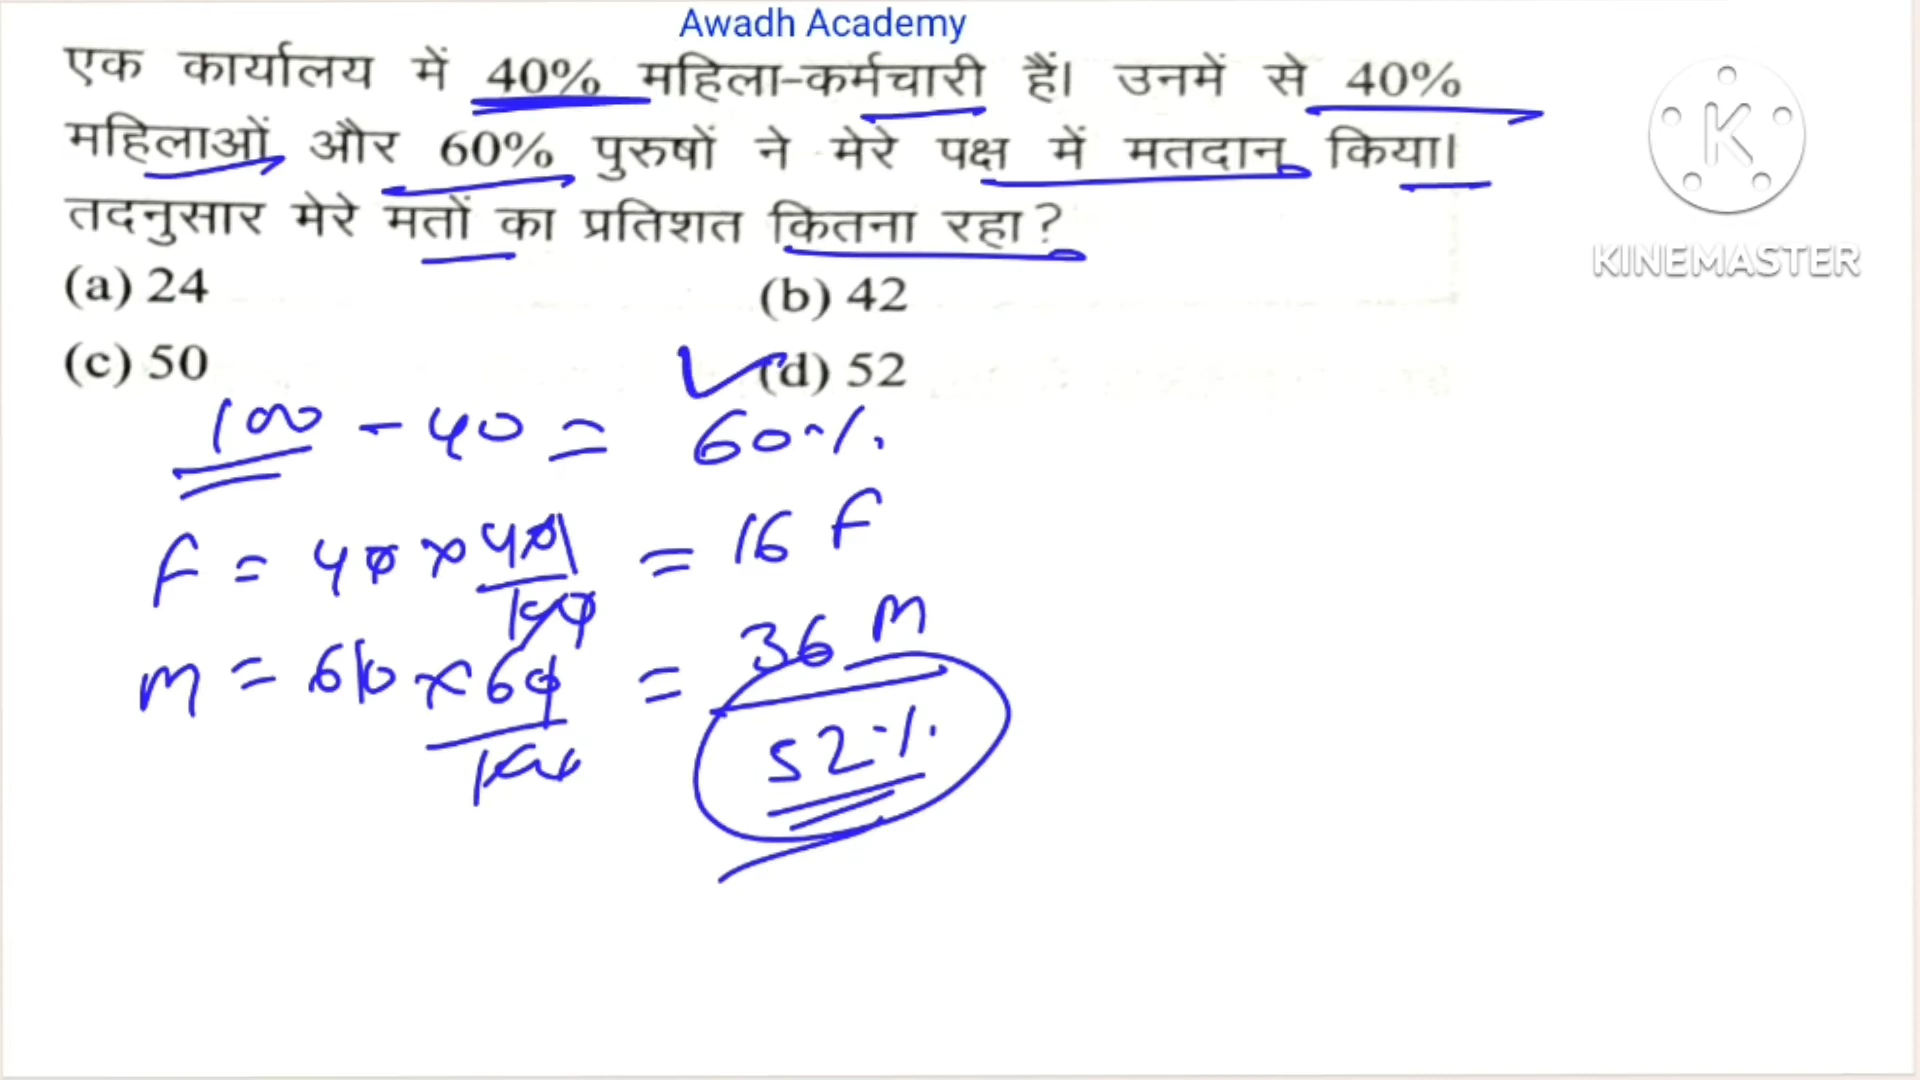 Awadh Academy
एक कार्यालय में 40% महिला-कर्मचारी हैं। उनमें से 40%
महिलाओं और 60% पुरुषों ने मेरे पक्ष में मतदान किया।
तदनुसार मेरे मतों का प्रतिशत कितना रहा?
(a) 24 (b) 42
(c) 50 (d) 52
100 - 40 = 60%
F = 40 × 40/100 = 16 F
M = 60 × 60/100 = 36 M
52%
K
KINEMASTER